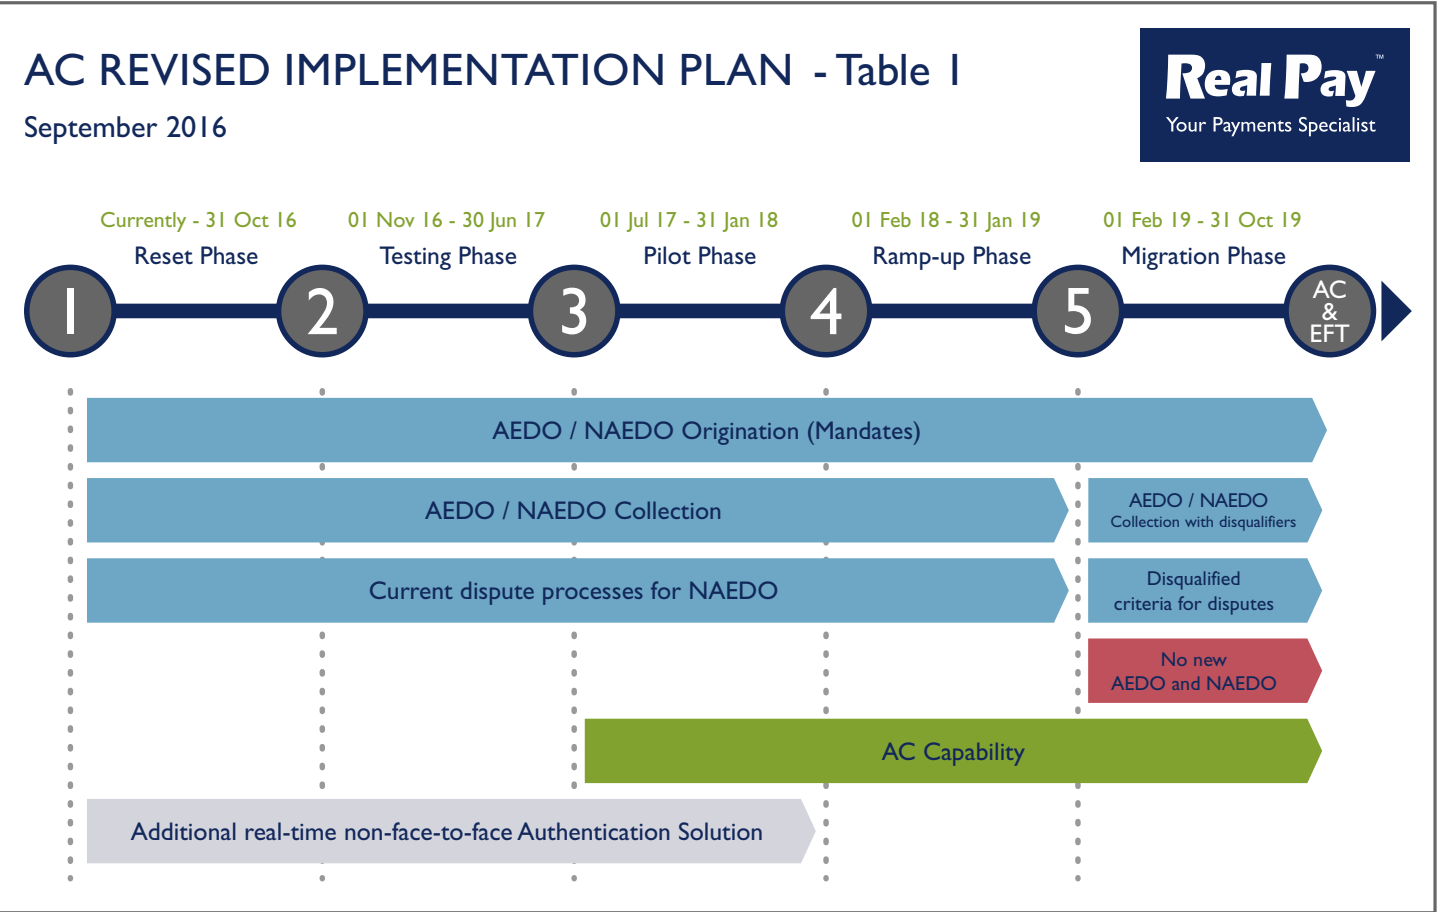 AC REVISED IMPLEMENTATION PLAN - Table 1
September 2016
Real Pay™
Your Payments Specialist
Currently - 31 Oct 16
Reset Phase
01 Nov 16 - 30 Jun 17
Testing Phase
01 Jul 17 - 31 Jan 18
Pilot Phase
01 Feb 18 - 31 Jan 19
Ramp-up Phase
01 Feb 19 - 31 Oct 19
Migration Phase
1
2
3
4
5
AC
&
EFT
AEDO / NAEDO Origination (Mandates)
AEDO / NAEDO Collection
AEDO / NAEDO
Collection with disqualifiers
Current dispute processes for NAEDO
Disqualified
criteria for disputes
No new
AEDO and NAEDO
AC Capability
Additional real-time non-face-to-face Authentication Solution